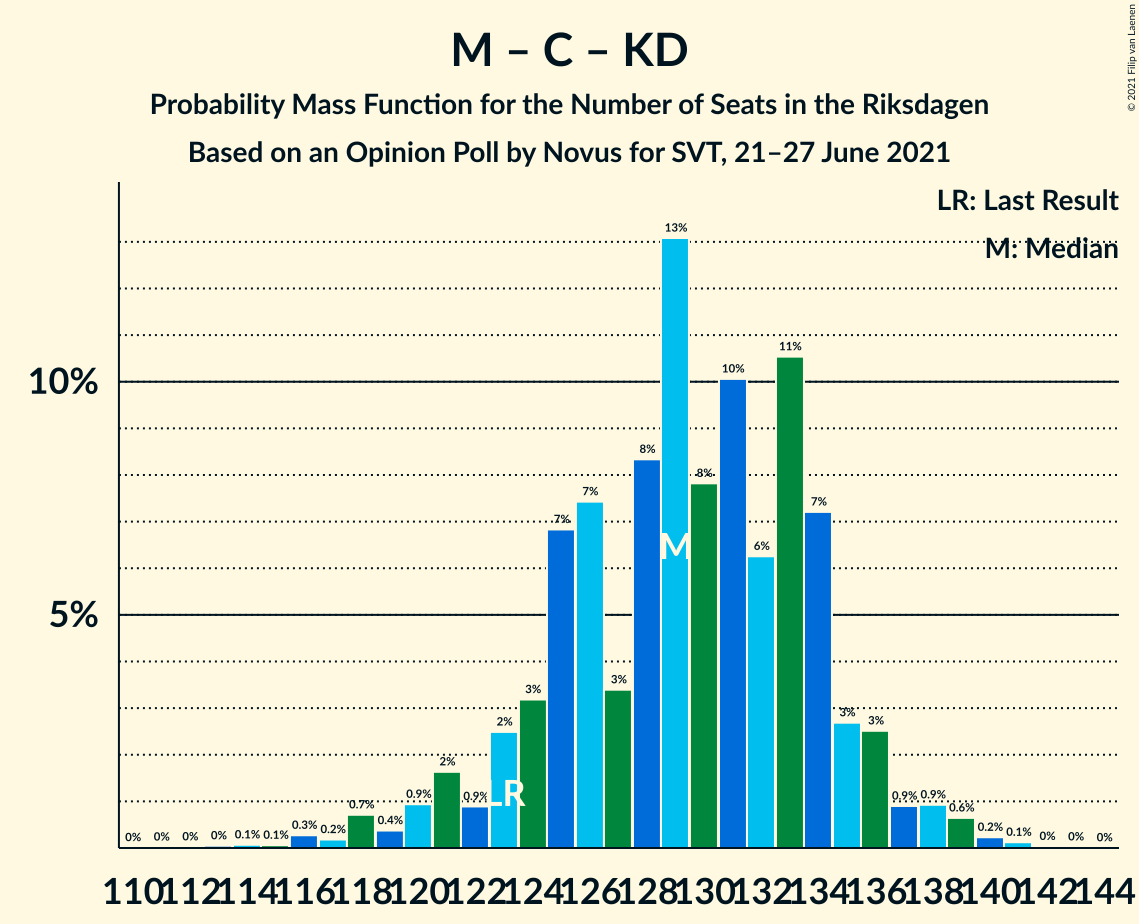 M – C – KD
Probability Mass Function for the Number of Seats in the Riksdagen
Based on an Opinion Poll by Novus for SVT, 21–27 June 2021
© 2021 Filip van Laenen
LR: Last Result
M: Median
10%
5%
0% 0% 0% 0% 0.1% 0.1% 0.3% 0.2% 0.7% 0.4% 0.9% 2% 0.9% 2% 3% 7% 7% 3% 8% 13% 8% 10% 6% 11% 7% 3% 3% 0.9% 0.9% 0.6% 0.2% 0.1% 0% 0% 0%
M
LR
110 112 114 116 118 120 122 124 126 128 130 132 134 136 138 140 142 144